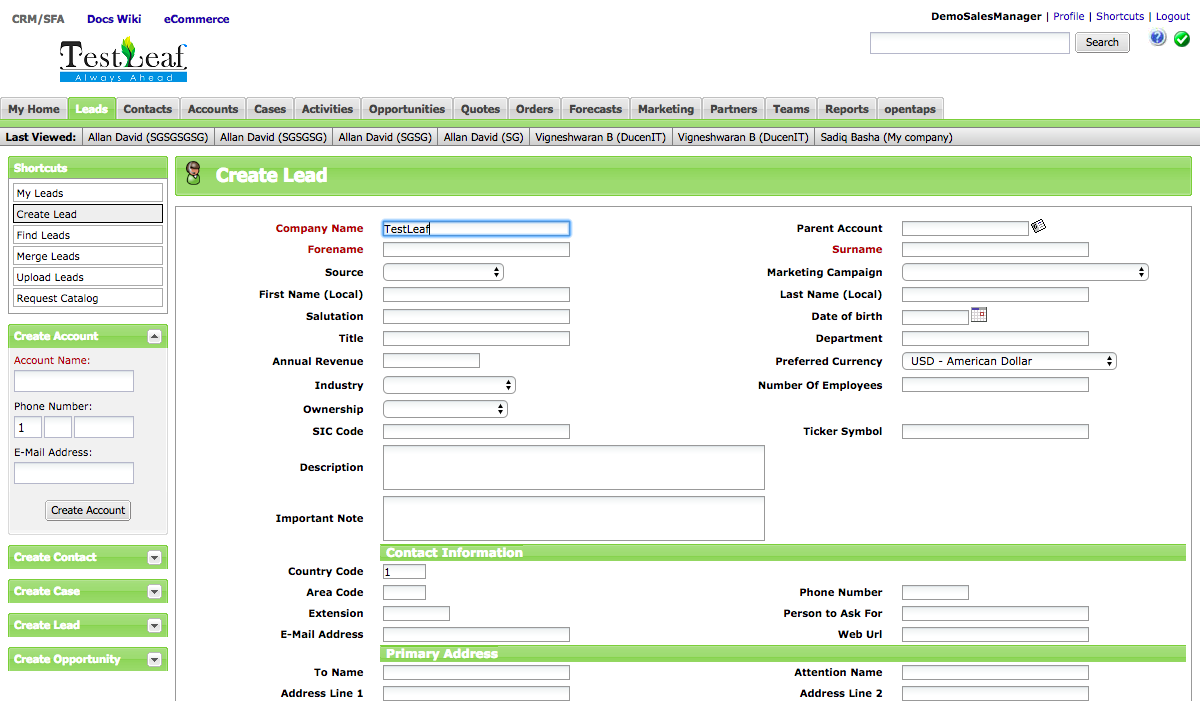 CRM/SFA Docs Wiki eCommerce
DemoSalesManager | Profile | Shortcuts | Logout
Search
?
TestLeaf
Always Ahead
My Home Leads Contacts Accounts Cases Activities Opportunities Quotes Orders Forecasts Marketing Partners Teams Reports opentaps
Last Viewed: Allan David (SGSGSGSG) Allan David (SGSGSG) Allan David (SGSG) Allan David (SG) Vigneshwaran B (DucenIT) Vigneshwaran B (DucenIT) Sadiq Basha (My company)
Shortcuts
My Leads
Create Lead
Find Leads
Merge Leads
Upload Leads
Request Catalog
Create Account
Account Name:
Phone Number:
1
E-Mail Address:
Create Account
Create Contact
Create Case
Create Lead
Create Opportunity
Create Lead
Company Name TestLeaf Parent Account
Forename Surname
Source Marketing Campaign
First Name (Local) Last Name (Local)
Salutation Date of birth
Title Department
Annual Revenue Preferred Currency USD - American Dollar
Industry Number Of Employees
Ownership
SIC Code Ticker Symbol
Description
Important Note
Contact Information
Country Code 1
Area Code Phone Number
Extension Person to Ask For
E-Mail Address Web Url
Primary Address
To Name Attention Name
Address Line 1 Address Line 2